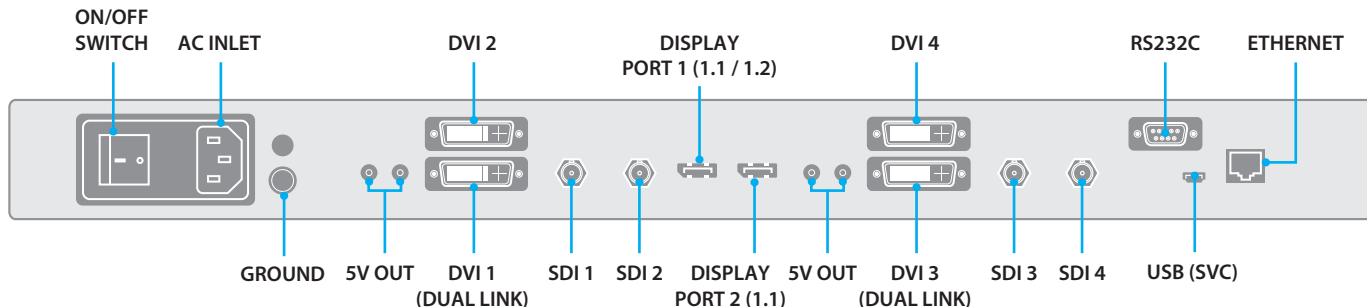 ON/OFF
SWITCH
AC INLET
DVI 2
DISPLAY
PORT 1 (1.1 / 1.2)
DVI 4
RS232C
ETHERNET
GROUND
5V OUT
DVI 1
(DUAL LINK)
SDI 1
SDI 2
DISPLAY
PORT 2 (1.1)
5V OUT
DVI 3
(DUAL LINK)
SDI 3
SDI 4
USB (SVC)